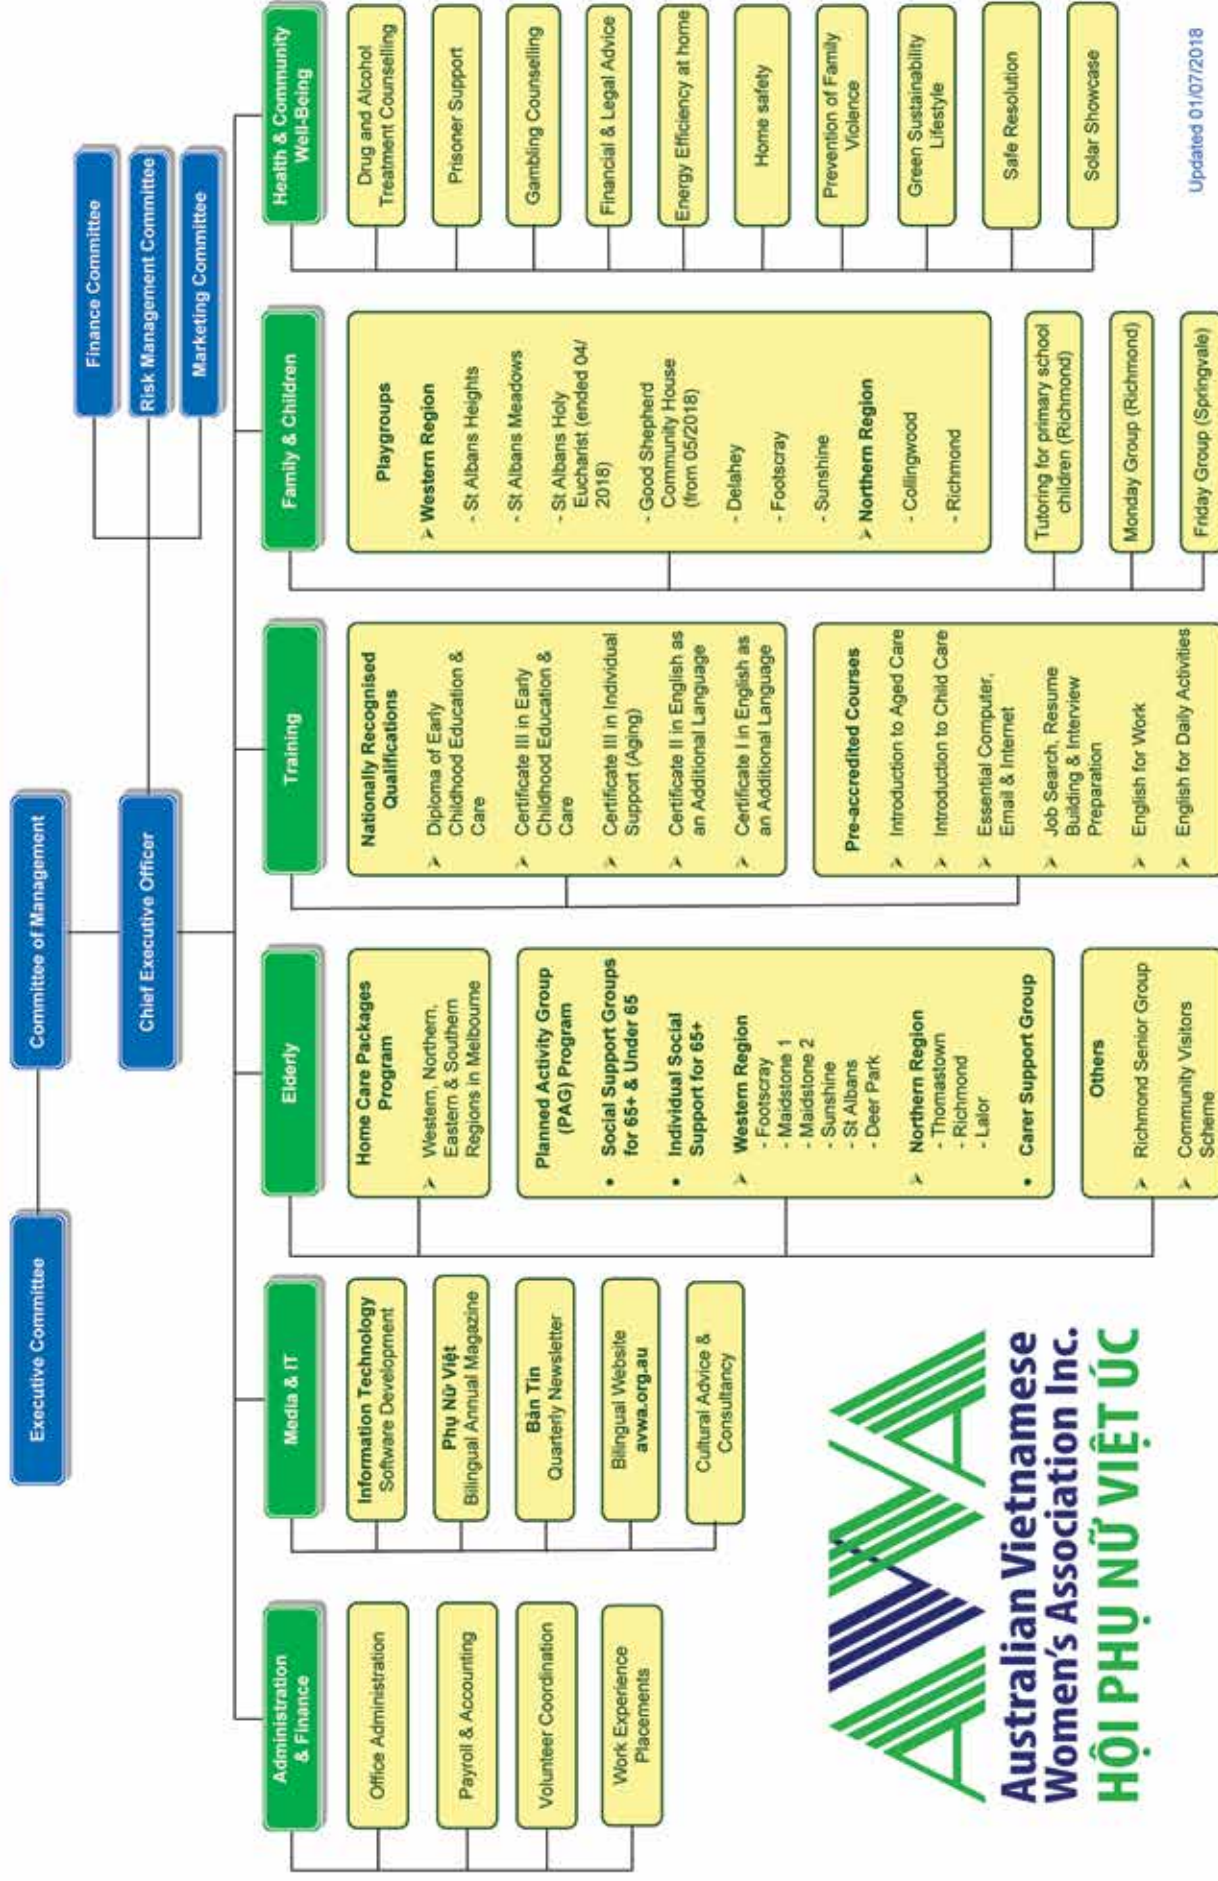 Executive Committee
Committee of Management
Chief Executive Officer
Finance Committee
Risk Management Committee
Marketing Committee
Administration
& Finance
Office Administration
Payroll & Accounting
Volunteer Coordination
Work Experience
Placements
Media & IT
Information Technology
Software Development
Phụ Nữ Việt
Bilingual Annual Magazine
Bản Tin
Quarterly Newsletter
Bilingual Website
avwa.org.au
Cultural Advice &
Consultancy
Elderly
Home Care Packages
Program
➢ Western, Northern,
Eastern & Southern
Regions in Melbourne
Planned Activity Group
(PAG) Program
• Social Support Groups
for 65+ & Under 65
• Individual Social
Support for 65+
➢ Western Region
- Footscray
- Maidstone 1
- Maidstone 2
- Sunshine
- St Albans
- Deer Park
➢ Northern Region
- Thomastown
- Richmond
- Lalor
• Carer Support Group
Others
➢ Richmond Senior Group
➢ Community Visitors
Scheme
Training
Nationally Recognised
Qualifications
➢ Diploma of Early
Childhood Education &
Care
➢ Certificate III in Early
Childhood Education &
Care
➢ Certificate III in Individual
Support (Aging)
➢ Certificate II in English as
an Additional Language
➢ Certificate I in English as
an Additional Language
Pre-accredited Courses
➢ Introduction to Aged Care
➢ Introduction to Child Care
➢ Essential Computer,
Email & Internet
➢ Job Search, Resume
Building & Interview
Preparation
➢ English for Work
➢ English for Daily Activities
Family & Children
Playgroups
➢ Western Region
- St Albans Heights
- St Albans Meadows
- St Albans Holy
Eucharist (ended 04/
2018)
- Good Shepherd
Community House
(from 05/2018)
- Delahey
- Footscray
- Sunshine
➢ Northern Region
- Collingwood
- Richmond
Tutoring for primary school
children (Richmond)
Monday Group (Richmond)
Friday Group (Springvale)
Health & Community
Well-Being
Drug and Alcohol
Treatment Counselling
Prisoner Support
Gambling Counselling
Financial & Legal Advice
Energy Efficiency at home
Home safety
Prevention of Family
Violence
Green Sustainability
Lifestyle
Safe Resolution
Solar Showcase
AVWA
Australian Vietnamese
Women's Association Inc.
HỘI PHỤ NỮ VIỆT ÚC
Updated 01/07/2018